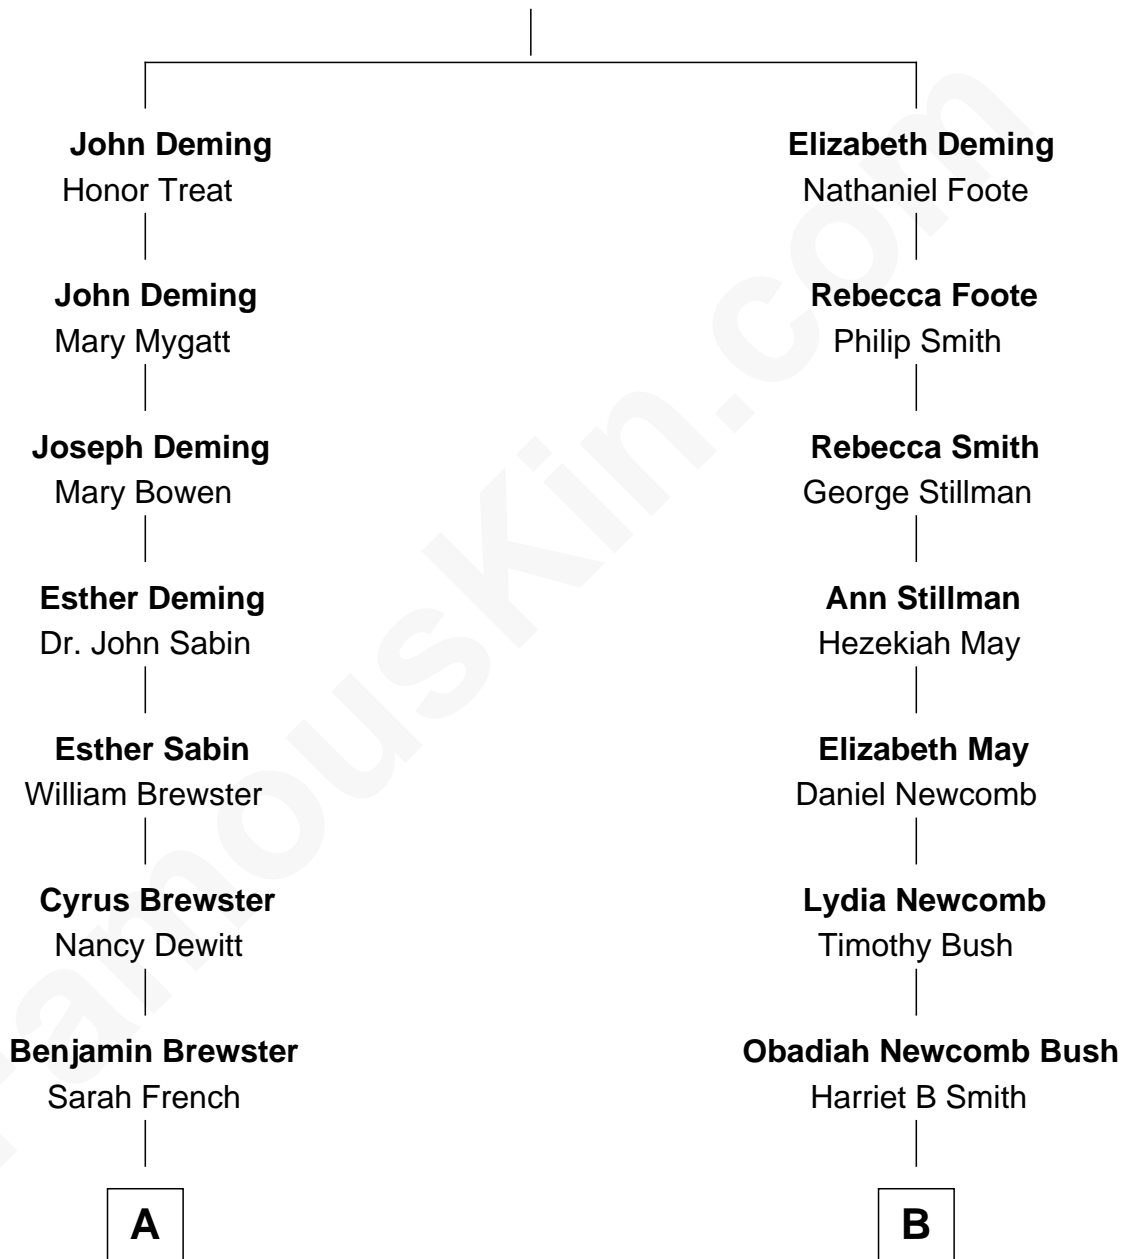 John Deming
Honor Treat
John Deming
Mary Mygatt
Joseph Deming
Mary Bowen
Esther Deming
Dr. John Sabin
Esther Sabin
William Brewster
Cyrus Brewster
Nancy Dewitt
Benjamin Brewster
Sarah French
A
Elizabeth Deming
Nathaniel Foote
Rebecca Foote
Philip Smith
Rebecca Smith
George Stillman
Ann Stillman
Hezekiah May
Elizabeth May
Daniel Newcomb
Lydia Newcomb
Timothy Bush
Obadiah Newcomb Bush
Harriet B Smith
B
FamousKin.com